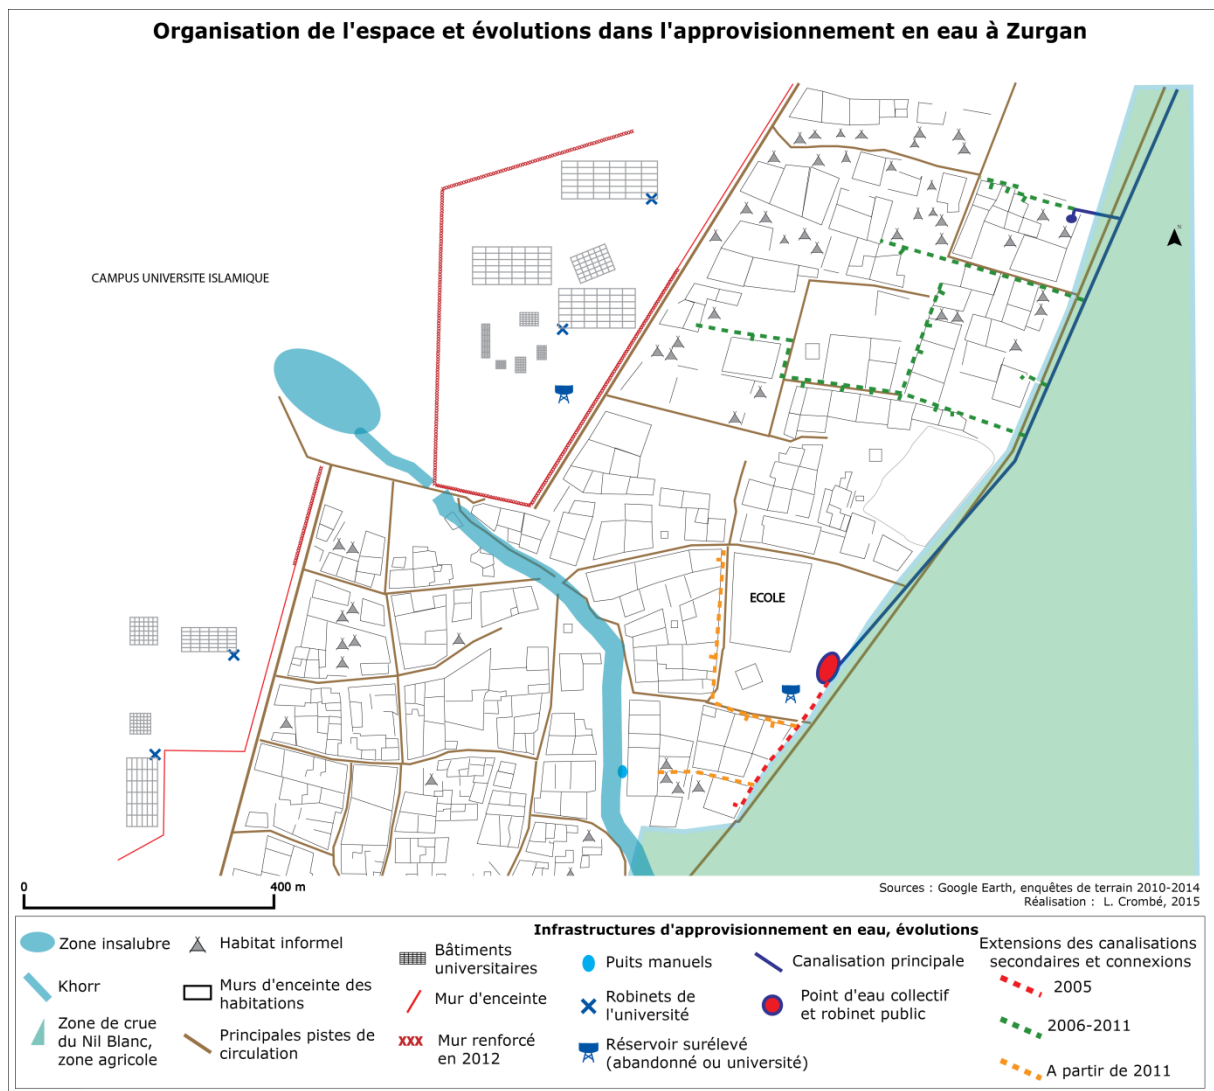 Organisation de l'espace et évolutions dans l'approvisionnement en eau à Zurgan
N
CAMPUS UNIVERSITE ISLAMIQUE
ECOLE
0
400 m
Sources : Google Earth, enquêtes de terrain 2010-2014
Réalisation : L. Crombé, 2015
Zone insalubre
Khorr
Zone de crue
du Nil Blanc,
zone agricole
Habitat informel
Murs d'enceinte des
habitations
Principales pistes de
circulation
Bâtiments
universitaires
Mur d'enceinte
xxx
Mur renforcé
en 2012
Infrastructures d'approvisionnement en eau, évolutions
Puits manuels
Robinets de
l'université
Réservoir surélevé
(abandonné ou université)
Canalisation principale
Point d'eau collectif
et robinet public
Extensions des canalisations
secondaires et connexions
2005
2006-2011
A partir de 2011